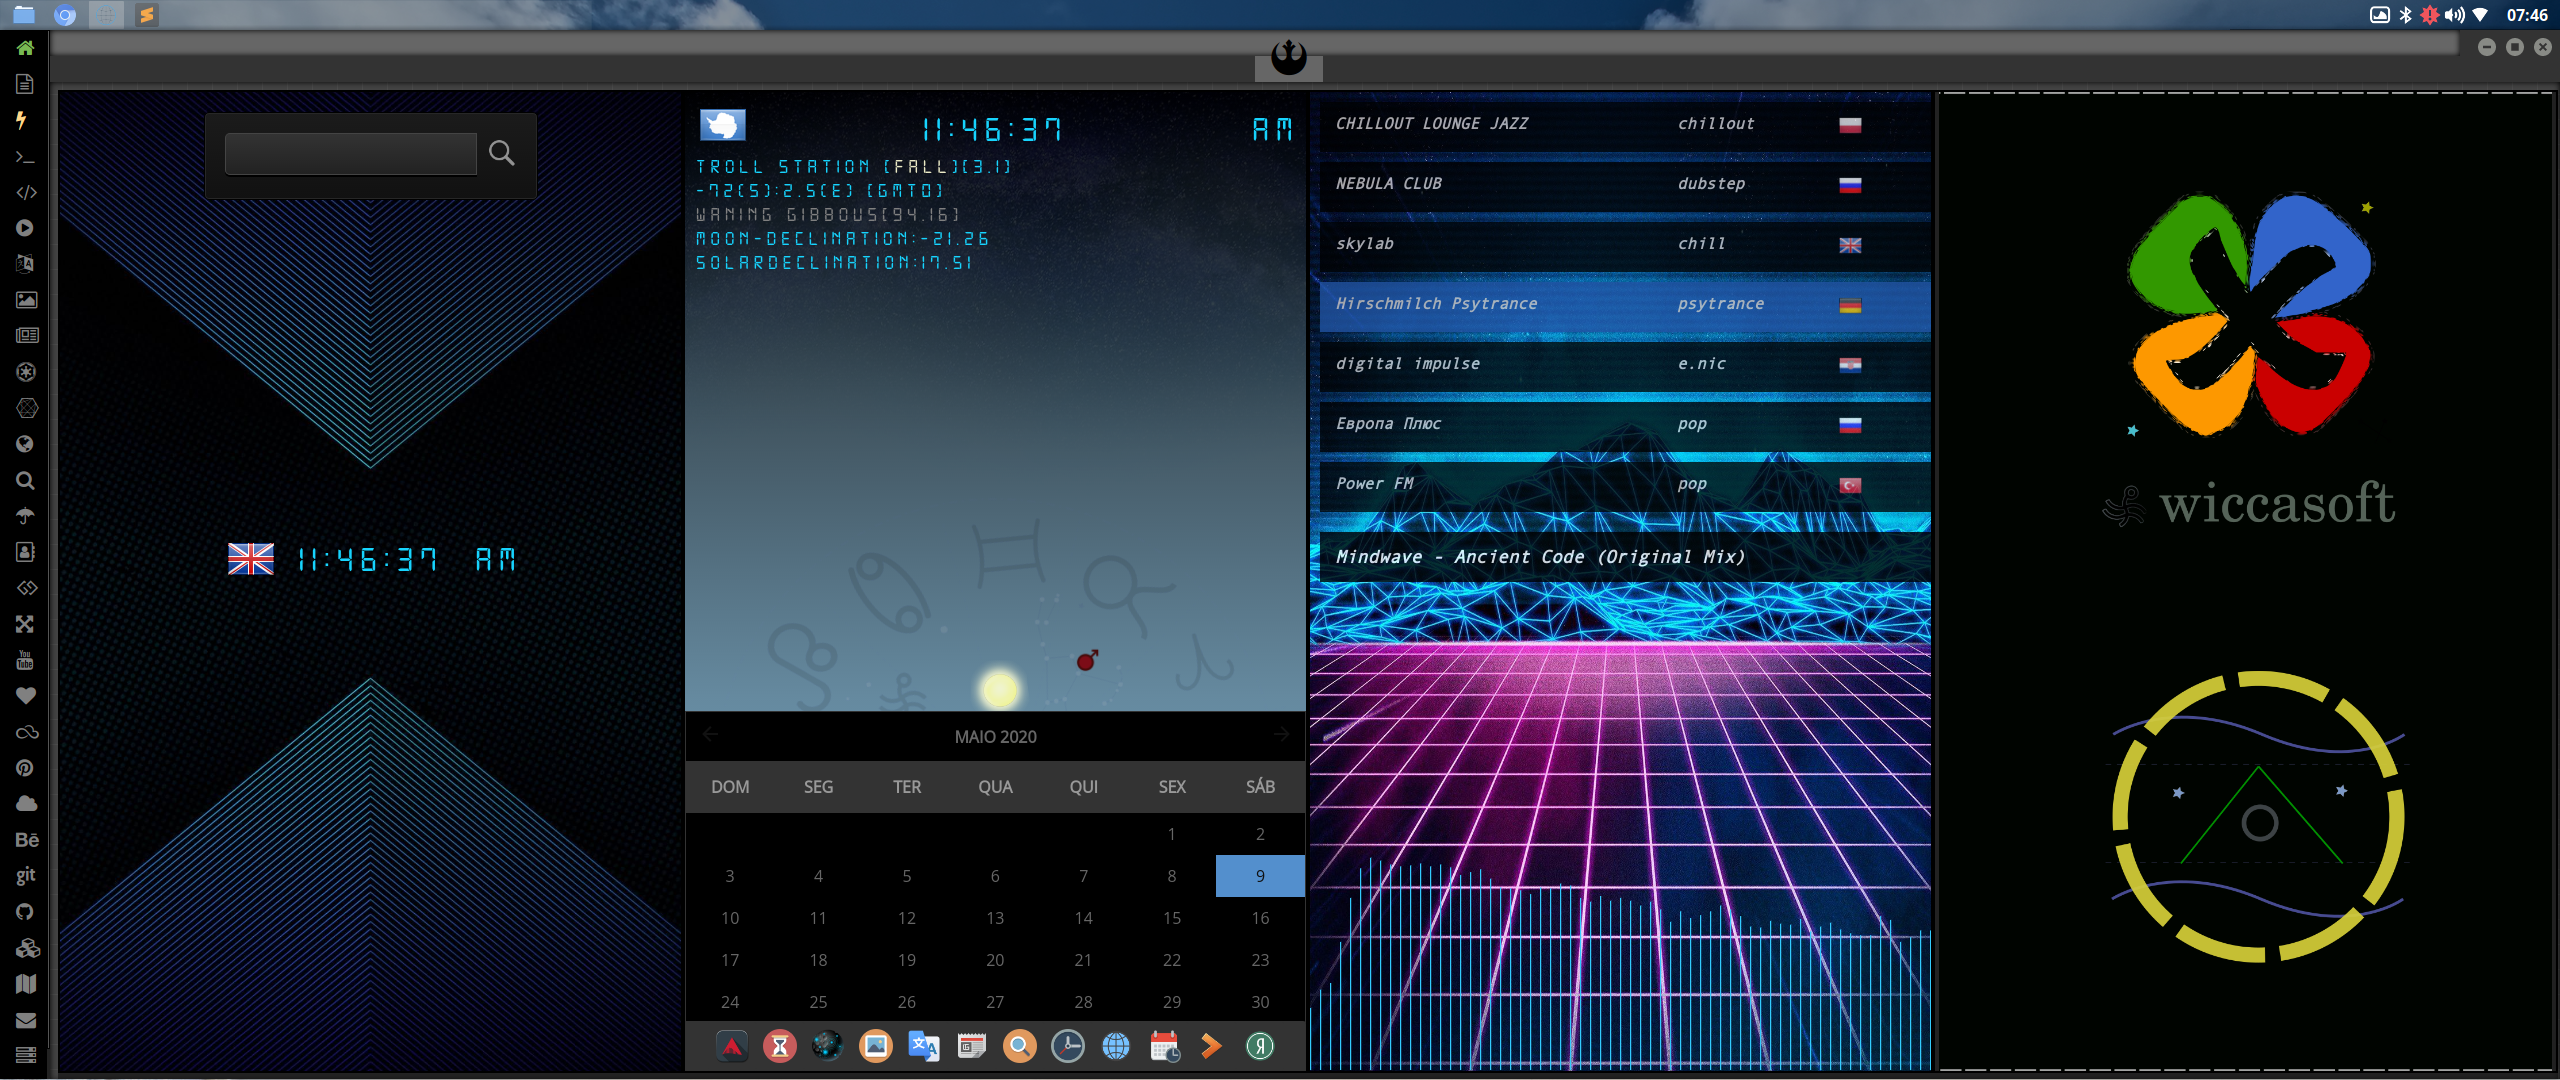 07:46
You
Tube
Bē
git
11:46:37 AM
11:46:37 AM
TROLL STATION [FALL][3.1]
-72(S):2.5(E) [GMT0]
WANING GIBBOUS[94.16]
MOON-DECLINATION:-21.26
SOLARDECLINATION:17.51
MAIO 2020
DOM SEG TER QUA QUI SEX SÁB
1 2
3 4 5 6 7 8 9
10 11 12 13 14 15 16
17 18 19 20 21 22 23
24 25 26 27 28 29 30
文A
Я
CHILLOUT LOUNGE JAZZ chillout
NEBULA CLUB dubstep
skylab chill
Hirschmilch Psytrance psytrance
digital impulse e.nic
Европа Плюс pop
Power FM pop
Mindwave - Ancient Code (Original Mix)
wiccasoft